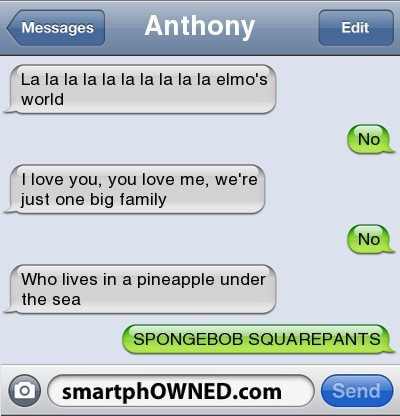 Messages
Anthony
Edit
La la la la la la la la la la elmo's
world
No
I love you, you love me, we're
just one big family
No
Who lives in a pineapple under
the sea
SPONGEBOB SQUAREPANTS
smartphOWNED.com
Send